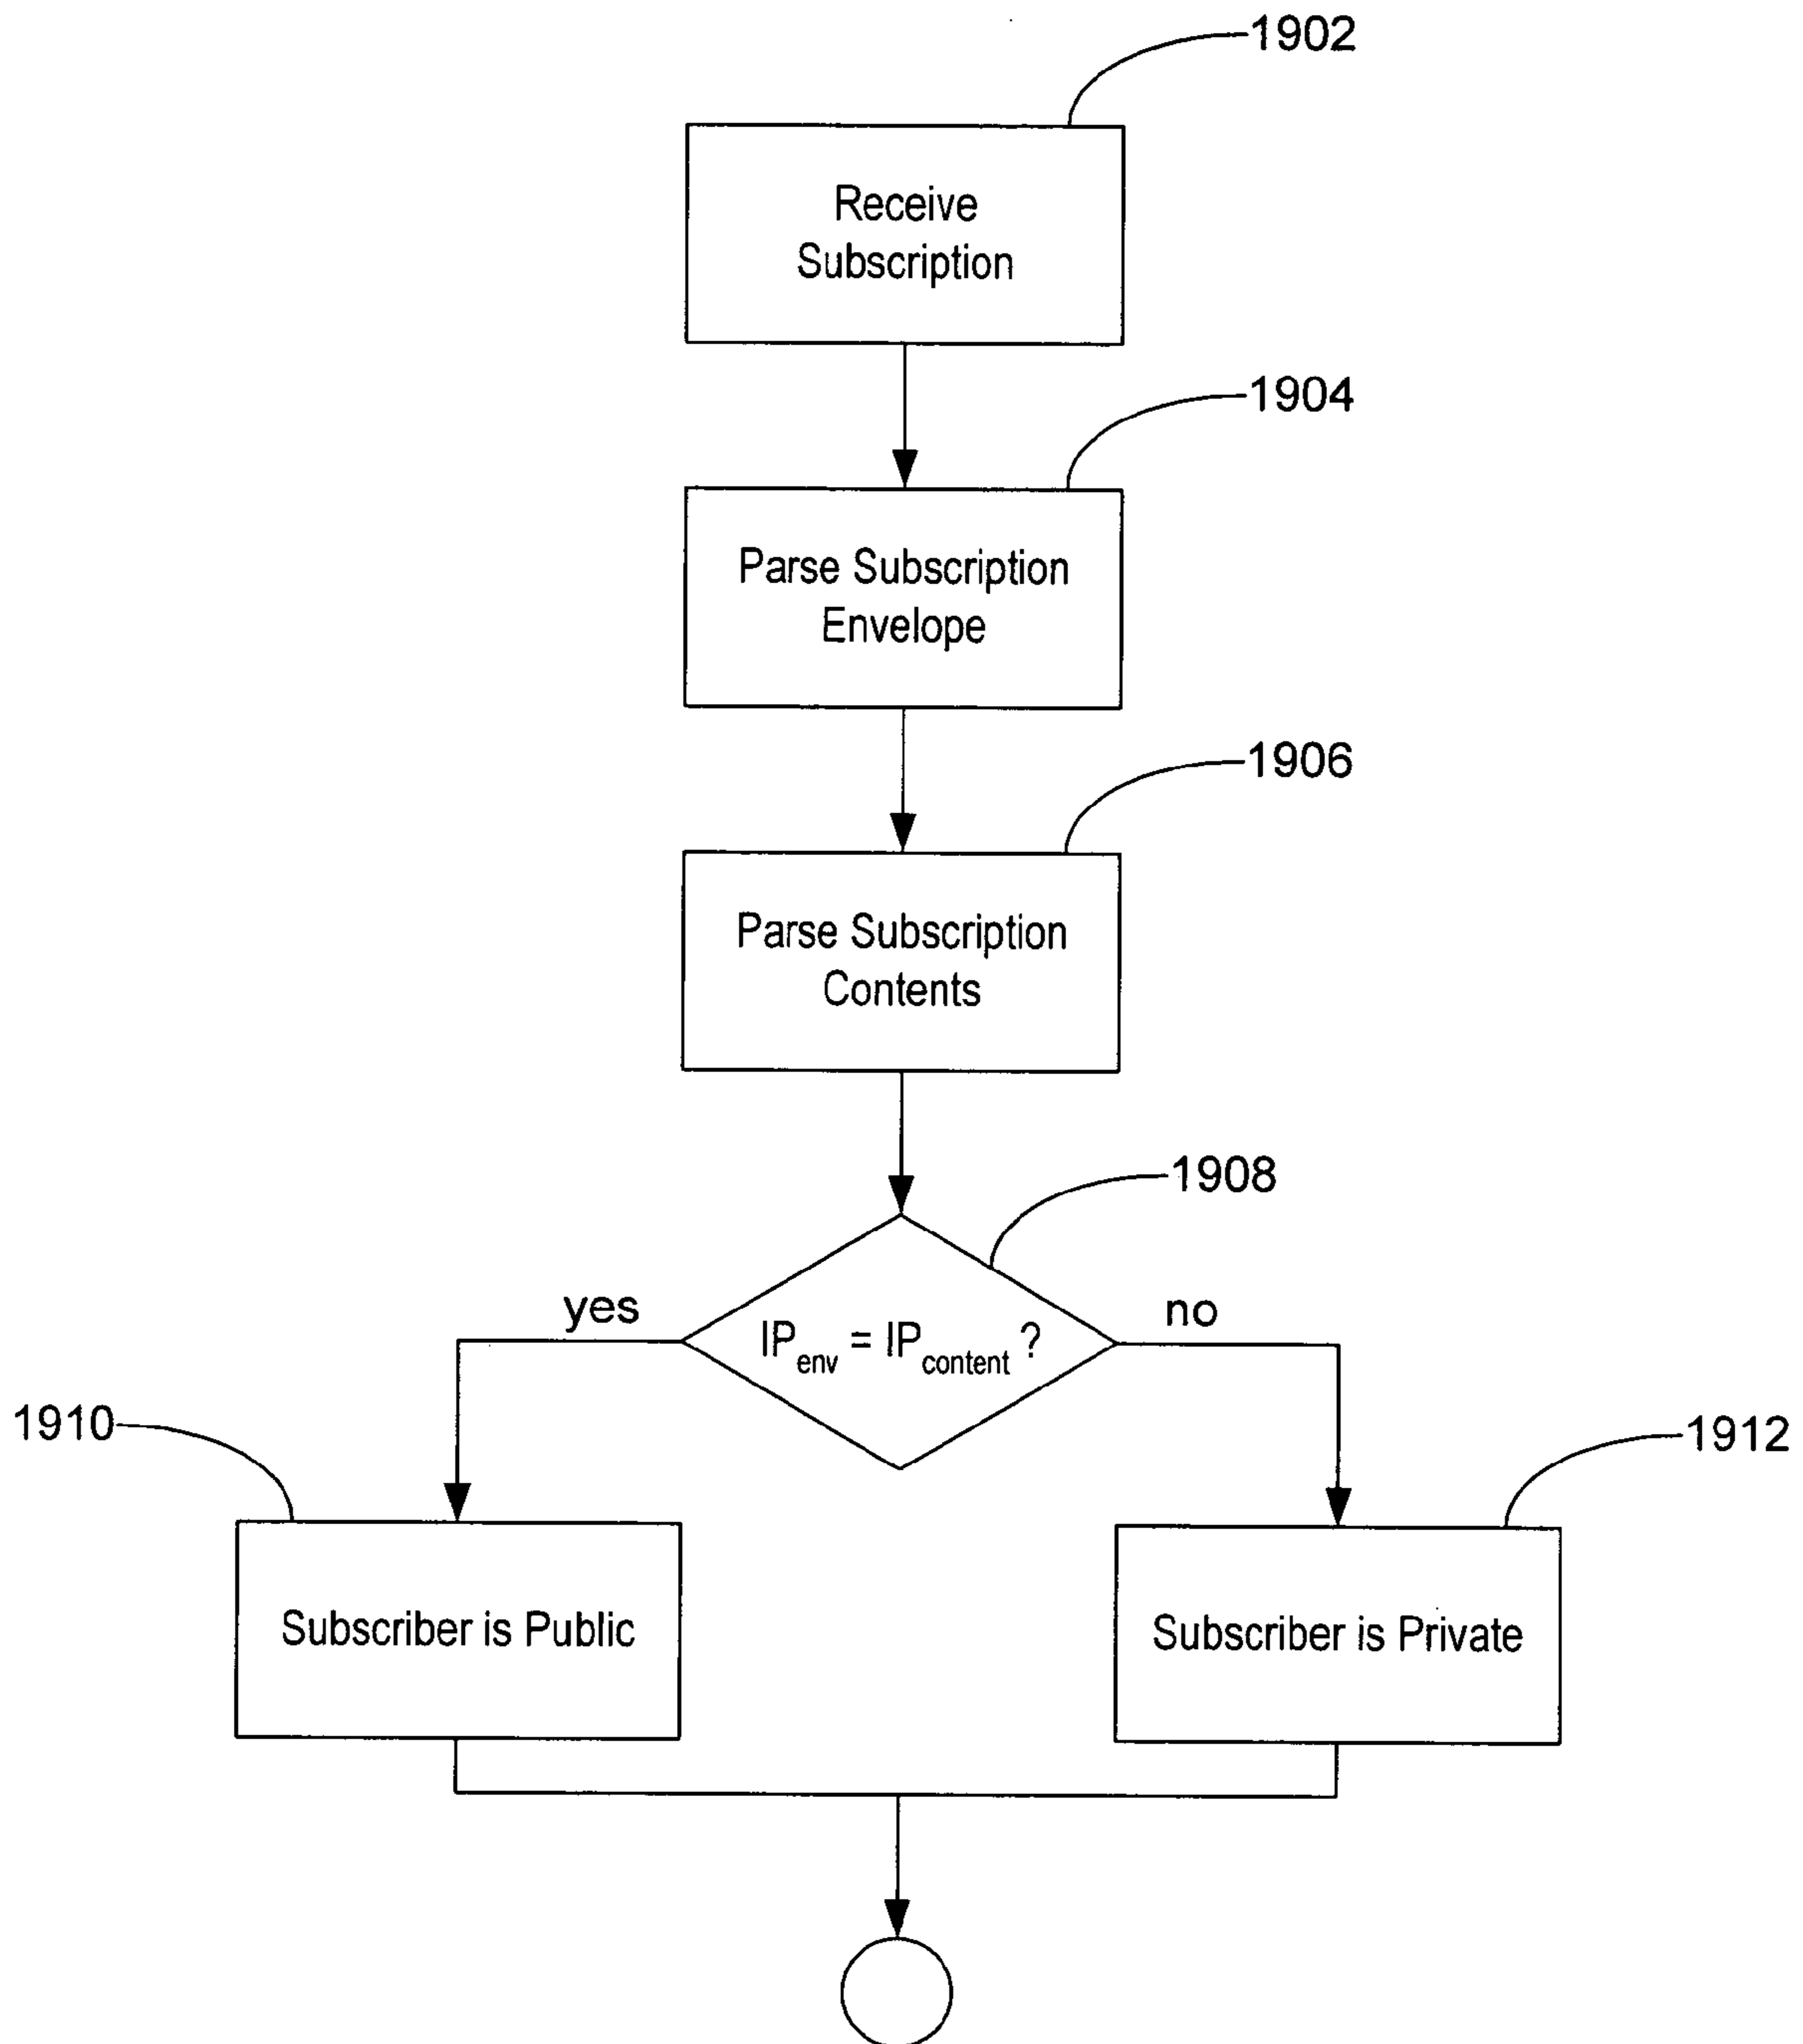 1902
Receive
Subscription
1904
Parse Subscription
Envelope
1906
Parse Subscription
Contents
1908
yes
IPenv = IPcontent ?
no
1910
1912
Subscriber is Public
Subscriber is Private